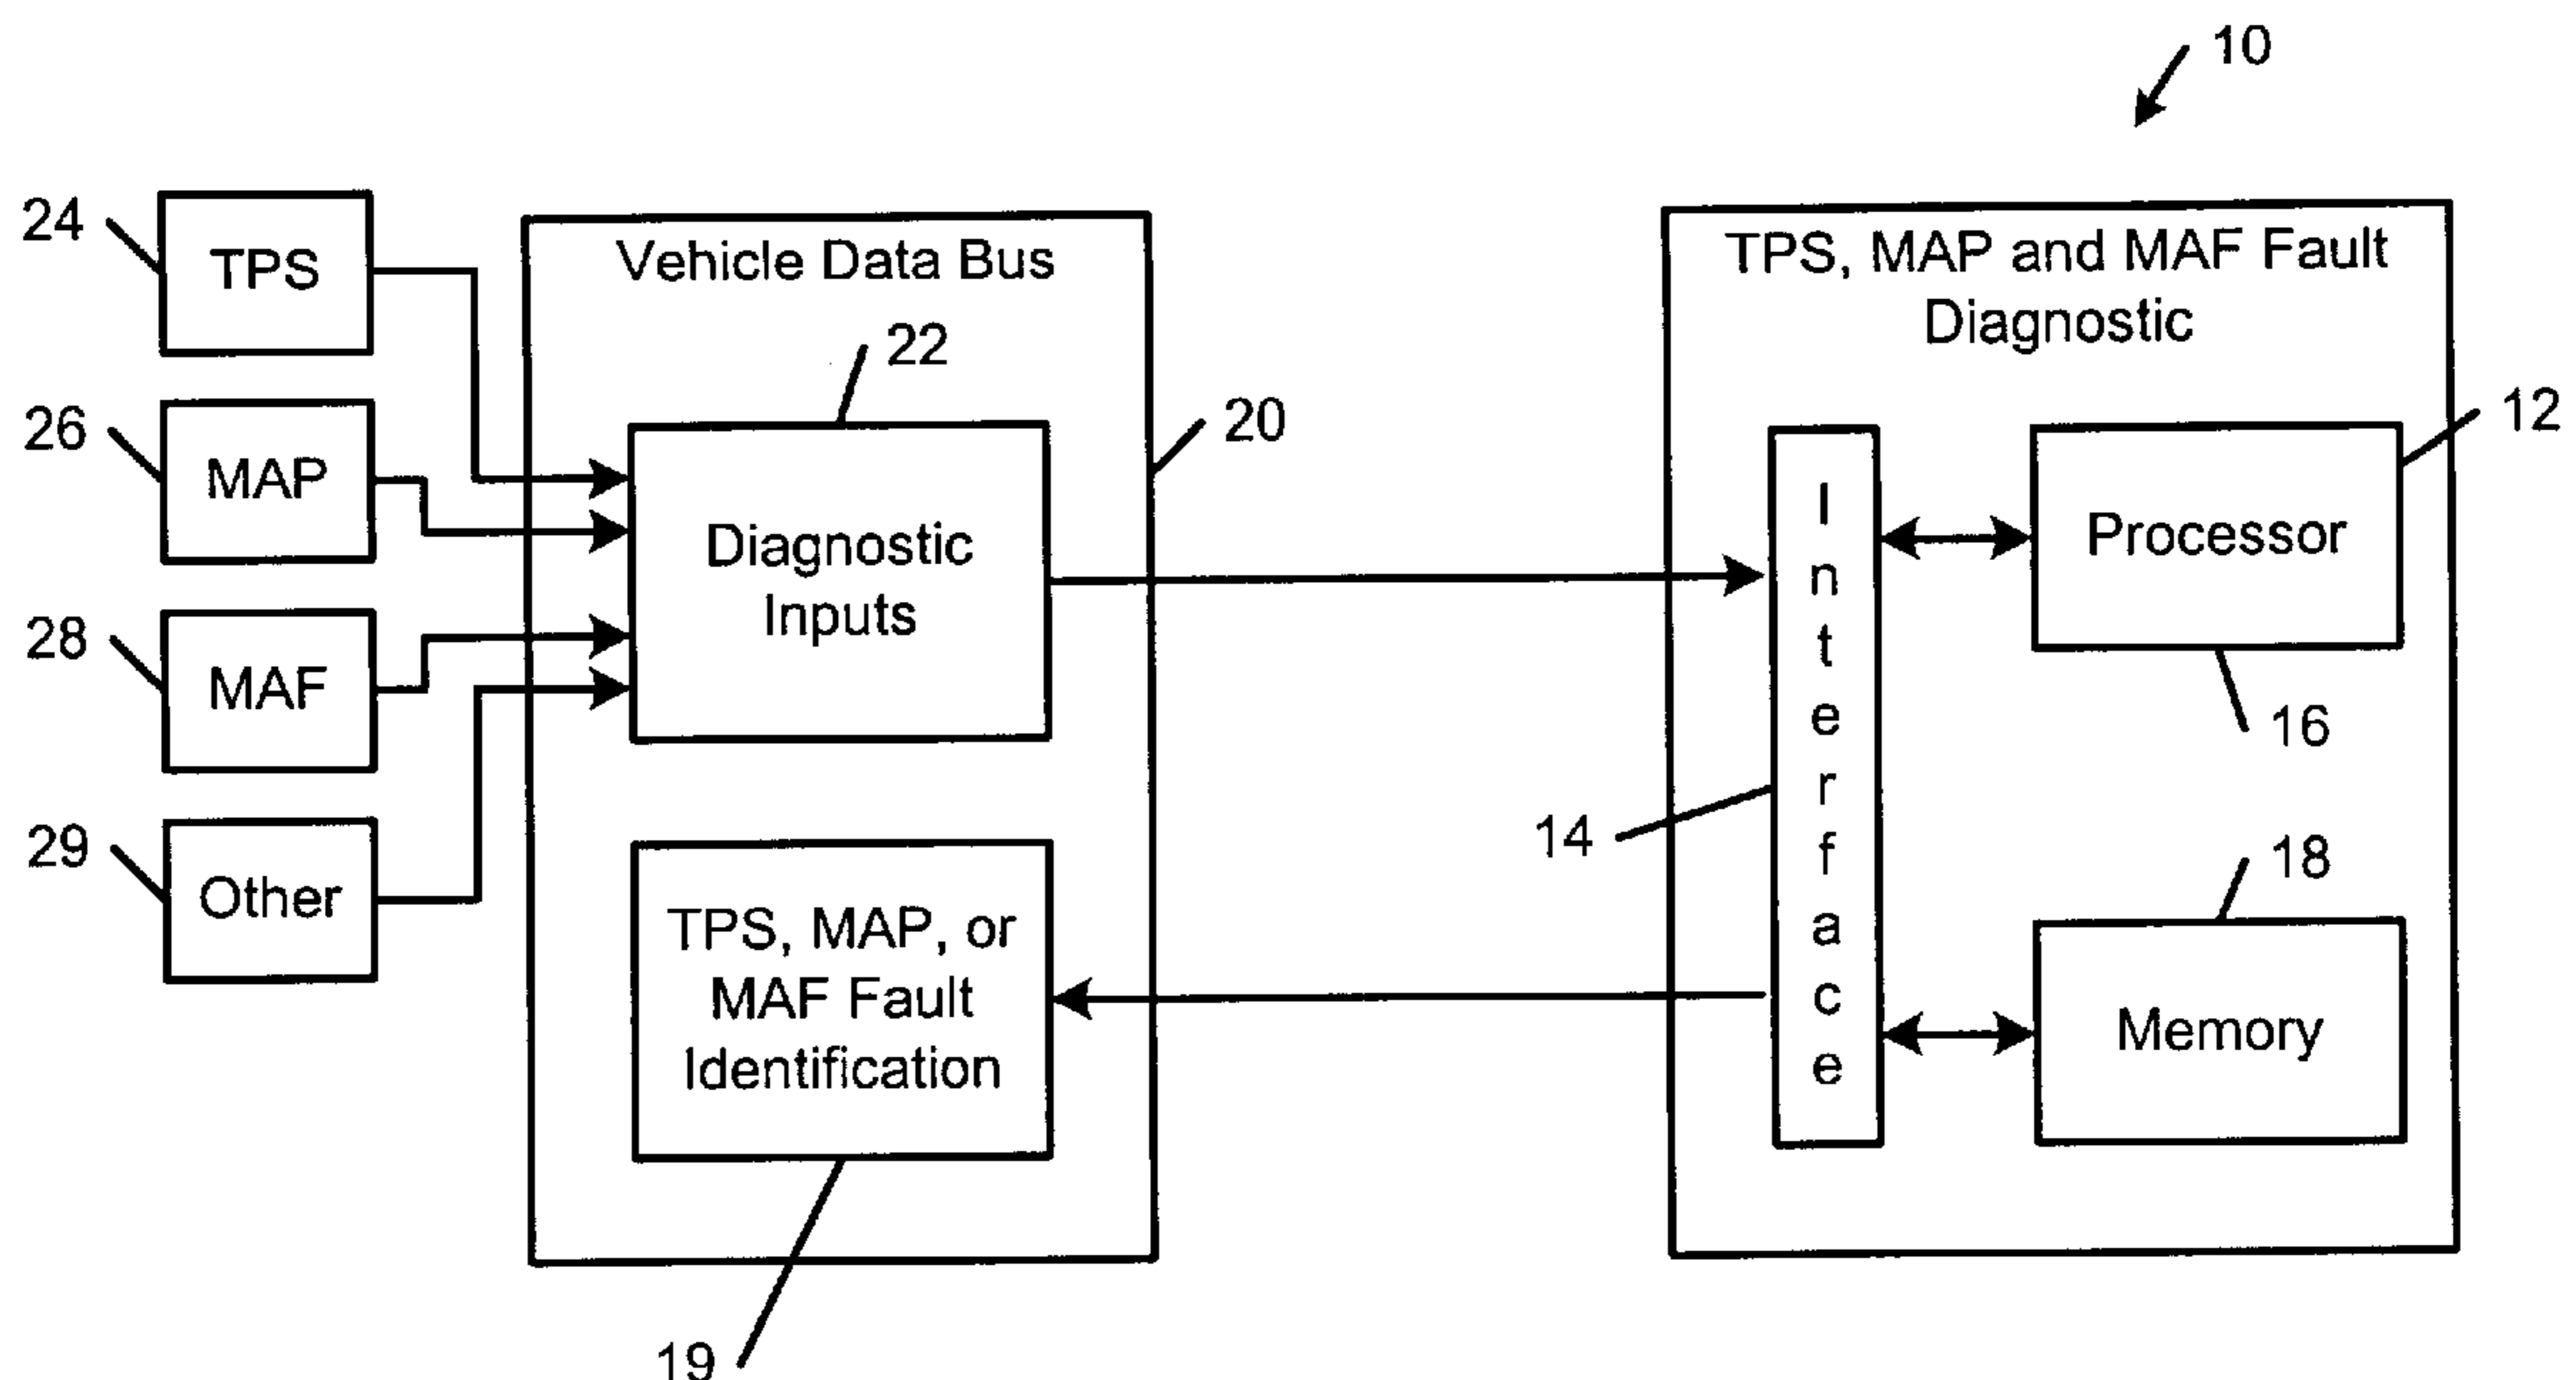 10
24
TPS
26
MAP
28
MAF
29
Other
Vehicle Data Bus
22
20
Diagnostic
Inputs
TPS, MAP, or
MAF Fault
Identification
19
TPS, MAP and MAF Fault
Diagnostic
12
Interface
14
Processor
16
18
Memory